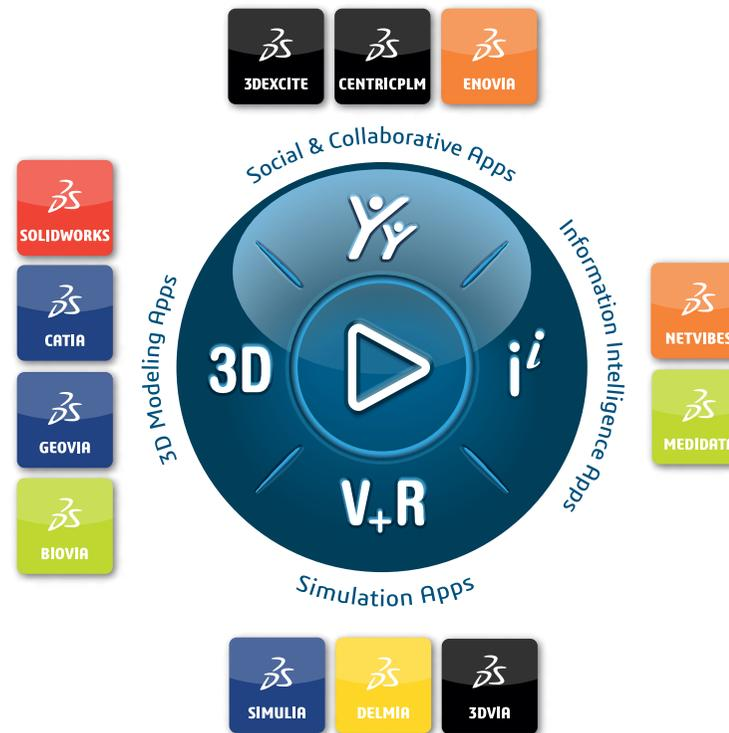 3DEXCITE
CENTRICPLM
ENOVIA
Social & Collaborative Apps
SOLIDWORKS
CATIA
GEOVIA
BIOVIA
3D Modeling Apps
3D
i i
V+R
Information Intelligence Apps
NETVIBES
MEDIDATA
Simulation Apps
SIMULIA
DELMIA
3DVIA